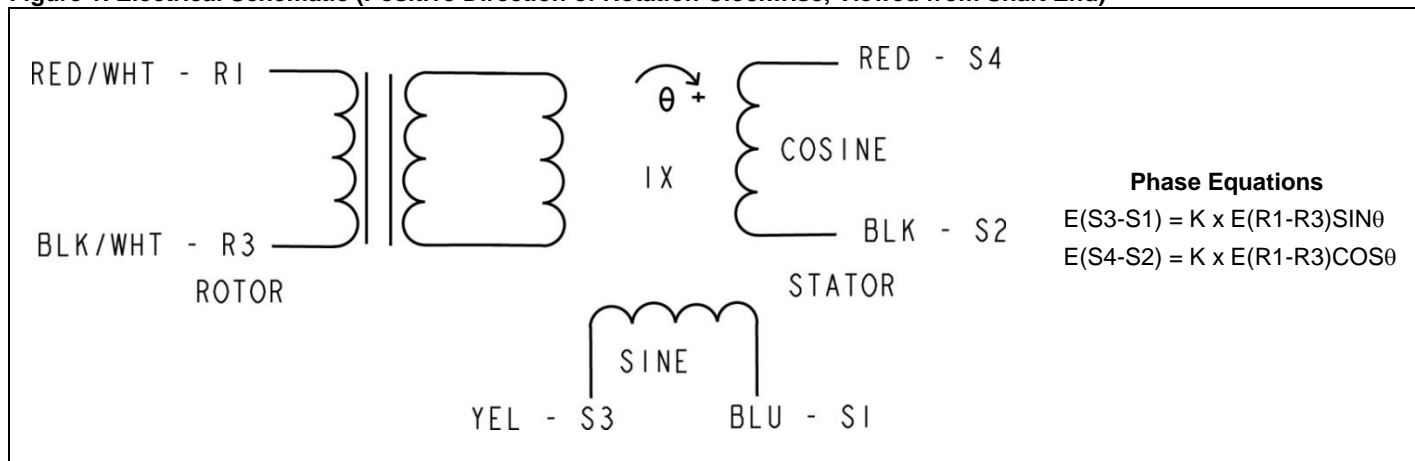 Figure 1: Electrical Schematic (Positive Direction of Rotation Clockwise, Viewed from Shaft End)
RED/WHT - R1
BLK/WHT - R3
ROTOR
θ +
1X
RED - S4
COSINE
BLK - S2
STATOR
SINE
YEL - S3
BLU - S1
Phase Equations
E(S3-S1) = K x E(R1-R3)SINθ
E(S4-S2) = K x E(R1-R3)COSθ